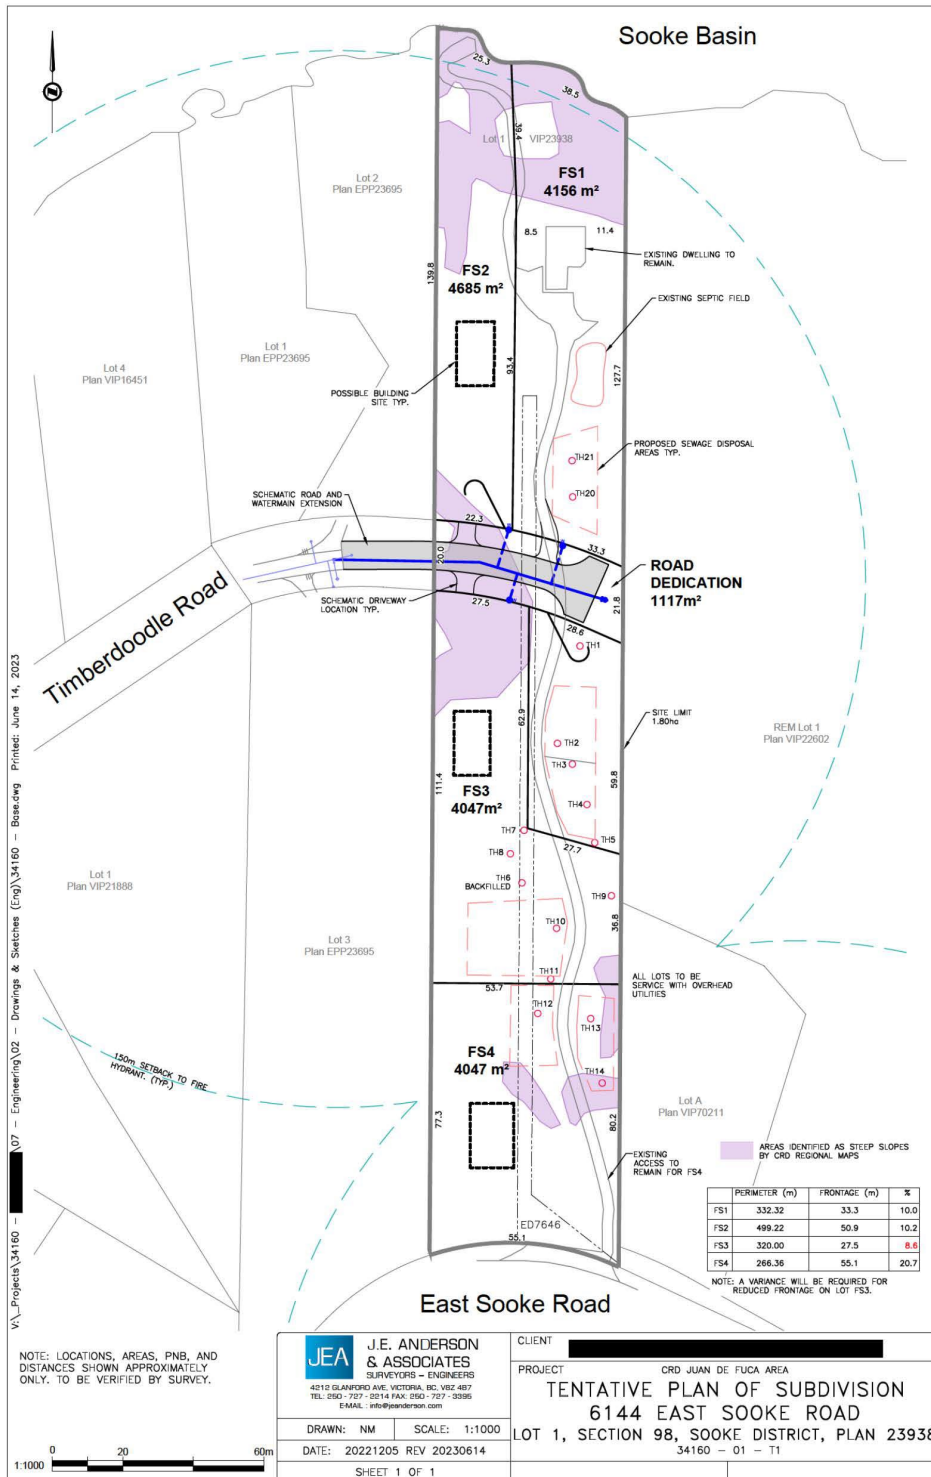 Sooke Basin
25.3
38.5
39.4
Lot 1 VIP23938
FS1
4156 m²
Lot 2
Plan EPP23695
8.5
11.4
EXISTING DWELLING TO
REMAIN.
FS2
4685 m²
139.8
EXISTING SEPTIC FIELD
Lot 1
Plan EPP23695
Lot 4
Plan VIP16451
93.4
127.7
POSSIBLE BUILDING
SITE TYP.
PROPOSED SEWAGE DISPOSAL
AREAS TYP.
TH21
TH20
SCHEMATIC ROAD AND
WATERMAIN EXTENSION
22.3
33.3
20.0
ROAD
DEDICATION
1117m²
21.8
27.5
SCHEMATIC DRIVEWAY
LOCATION TYP.
Timberdoodle Road
28.6
TH1
62.9
SITE LIMIT
1.80ha
REM Lot 1
Plan VIP22602
TH2
TH3
59.8
111.4
FS3
4047m²
TH4
TH7
TH5
27.7
TH8
TH6
BACKFILLED
Lot 1
Plan VIP21888
TH9
36.8
TH10
Lot 3
Plan EPP23695
TH11
53.7
ALL LOTS TO BE
SERVICE WITH OVERHEAD
UTILITIES
TH12
TH13
FS4
4047 m²
150m SETBACK TO FIRE
HYDRANT. (TYP.)
TH14
Lot A
Plan VIP70211
77.3
80.2
EXISTING
ACCESS TO
REMAIN FOR FS4
AREAS IDENTIFIED AS STEEP SLOPES
BY CRD REGIONAL MAPS
ED7646
55.1
PERIMETER (m) FRONTAGE (m) %
FS1 332.32 33.3 10.0
FS2 499.22 50.9 10.2
FS3 320.00 27.5 8.6
FS4 266.36 55.1 20.7
NOTE: A VARIANCE WILL BE REQUIRED FOR
REDUCED FRONTAGE ON LOT FS3.
East Sooke Road
V:\_Projects\34160 - \07 - Engineering\02 - Drawings & Sketches (Eng)\34160 - Base.dwg Printed: June 14, 2023
NOTE: LOCATIONS, AREAS, PNB, AND
DISTANCES SHOWN APPROXIMATELY
ONLY. TO BE VERIFIED BY SURVEY.
0 20 60m
1:1000
JEA
J.E. ANDERSON
& ASSOCIATES
SURVEYORS - ENGINEERS
4212 GLANFORD AVE, VICTORIA, BC, V8Z 4B7
TEL: 250 - 727 - 2214 FAX: 250 - 727 - 3395
E-MAIL : info@jeanderson.com
DRAWN: NM SCALE: 1:1000
DATE: 20221205 REV 20230614
SHEET 1 OF 1
CLIENT
PROJECT CRD JUAN DE FUCA AREA
TENTATIVE PLAN OF SUBDIVISION
6144 EAST SOOKE ROAD
LOT 1, SECTION 98, SOOKE DISTRICT, PLAN 23938
34160 - 01 - T1